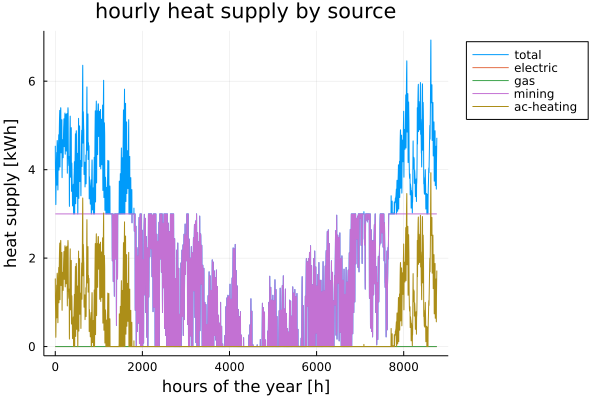 hourly heat supply by source
heat supply [kWh]
6
4
2
0
0
2000
4000
6000
8000
hours of the year [h]
total
electric
gas
mining
ac-heating